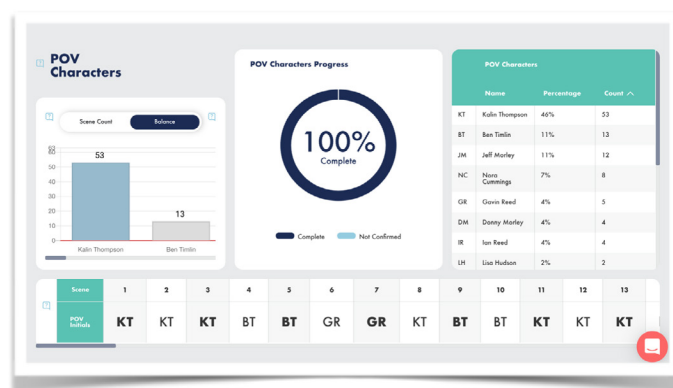 POV
Characters
Scene Count
Balance
60
50
40
30
20
10
0
53
13
Kalin Thompson
Ben Timlin
POV Characters Progress
100%
Complete
Complete
Not Confirmed
POV Characters
Name Percentage Count
KT Kalin Thompson 46% 53
BT Ben Timlin 11% 13
JM Jeff Morley 11% 12
NC Nora Cummings 7% 8
GR Gavin Reed 4% 5
DM Danny Morley 4% 4
IR Ian Reed 4% 4
LH Lisa Hudson 2% 2
Scene 1 2 3 4 5 6 7 8 9 10 11 12 13
POV Initials KT KT KT BT BT GR GR KT BT BT KT KT KT